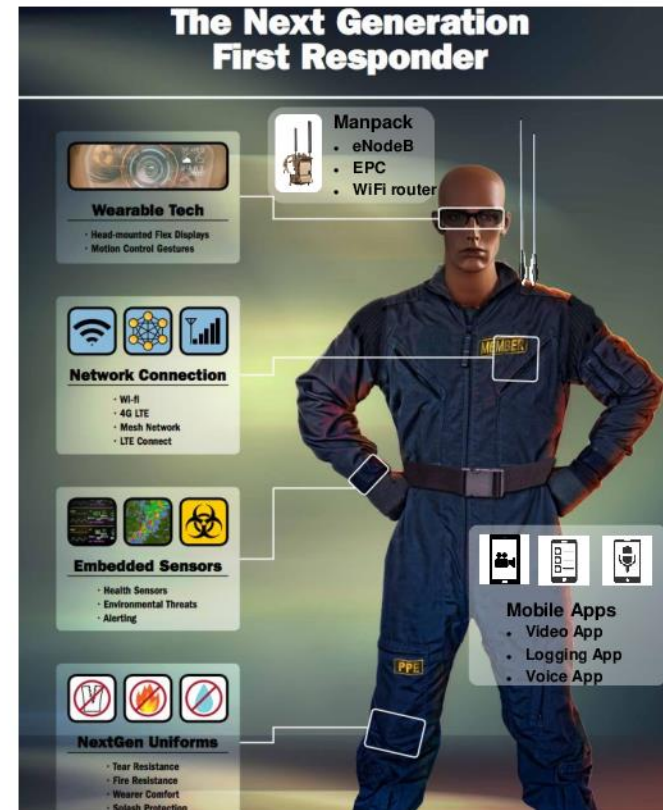 The Next Generation
First Responder
Manpack
• eNodeB
• EPC
• WiFi router
Wearable Tech
· Head-mounted Flex Displays
· Motion Control Gestures
Network Connection
· Wi-fi
· 4G LTE
· Mesh Network
· LTE Connect
MEMBER
Embedded Sensors
· Health Sensors
· Environmental Threats
· Alerting
Mobile Apps
• Video App
• Logging App
• Voice App
PPE
NextGen Uniforms
· Tear Resistance
· Fire Resistance
· Wearer Comfort
· Splash Protection